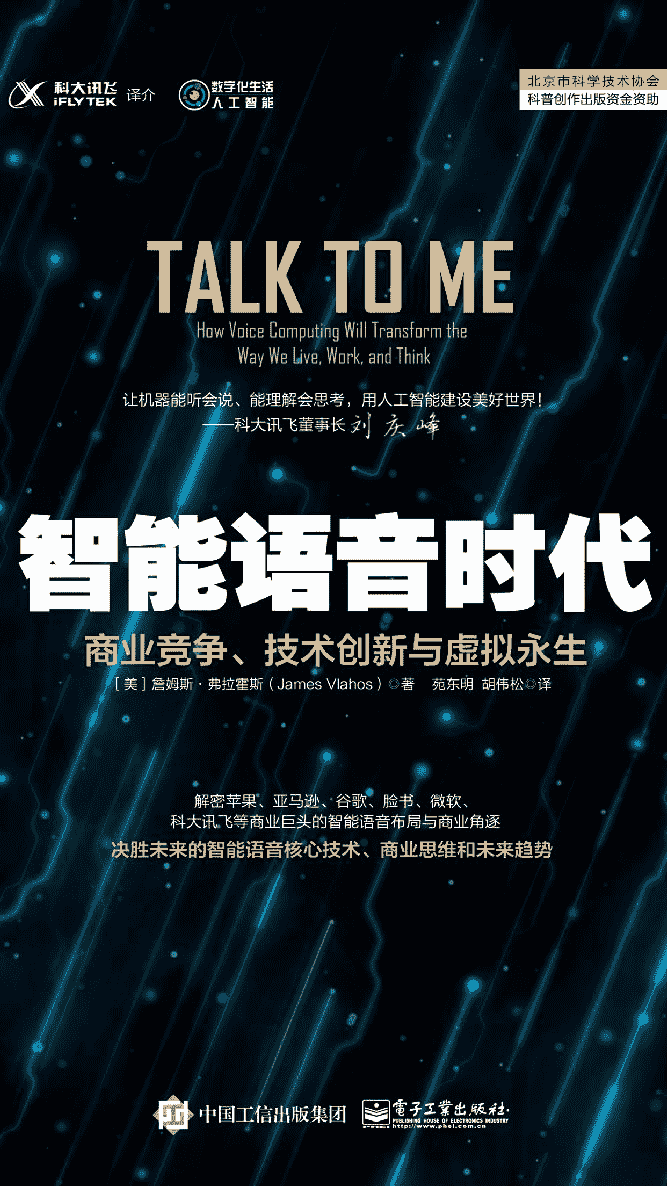 科大讯飞
iFLYTEK
译介
数字化生活
人工智能
北京市科学技术协会
科普创作出版资金资助
TALK TO ME
How Voice Computing Will Transform the
Way We Live, Work, and Think
让机器能听会说、能理解会思考，用人工智能建设美好世界！
——科大讯飞董事长 刘庆峰
智能语音时代
商业竞争、技术创新与虚拟永生
［美］詹姆斯·弗拉霍斯（James Vlahos）◎著 苑东明 胡伟松◎译
解密苹果、亚马逊、谷歌、脸书、微软、
科大讯飞等商业巨头的智能语音布局与商业角逐
决胜未来的智能语音核心技术、商业思维和未来趋势
中国工信出版集团
電子工業出版社·
PUBLISHING HOUSE OF ELECTRONICS INDUSTRY
http://www.phei.com.cn